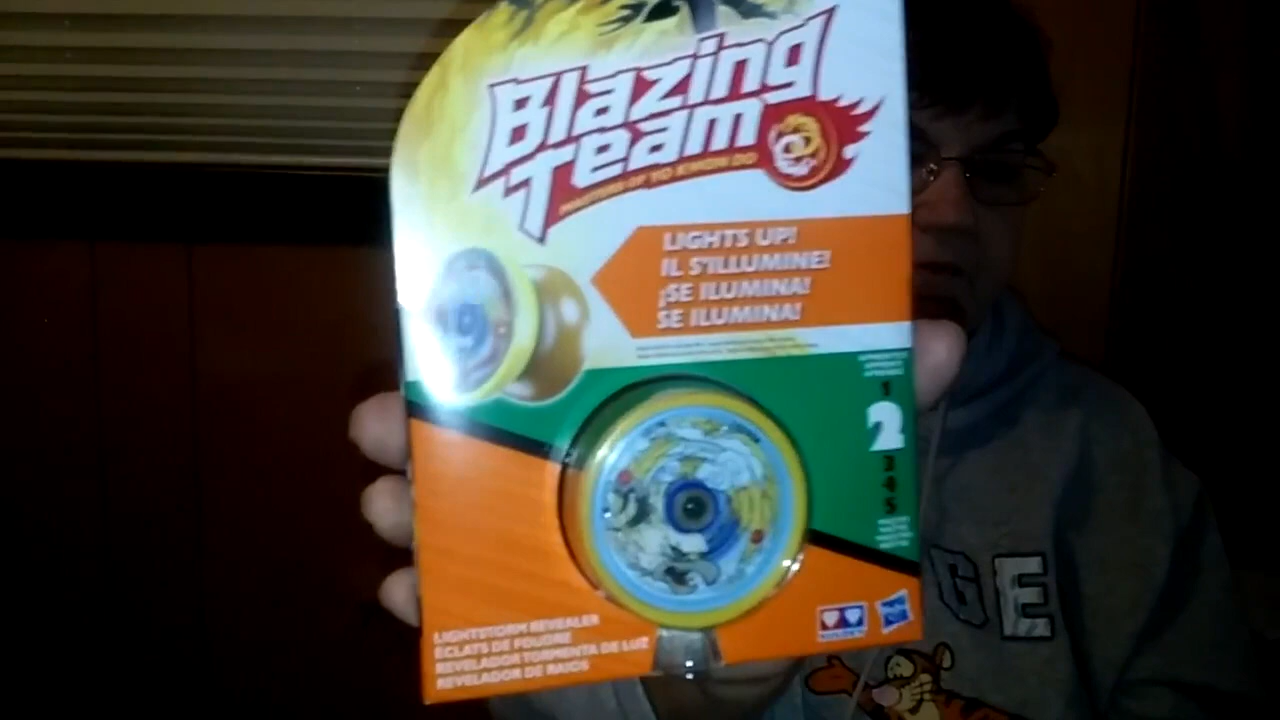 Blazing
Team
MASTERS OF YO KWON DO
LIGHTS UP!
IL S'ILLUMINE!
¡SE ILUMINA!
SE ILUMINA!
1
2
3
4
5
LIGHTSTORM REVEALER
ÉCLATS DE FOUDRE
REVELADOR TORMENTA DE LUZ
REVELADOR DE RAIOS
GE